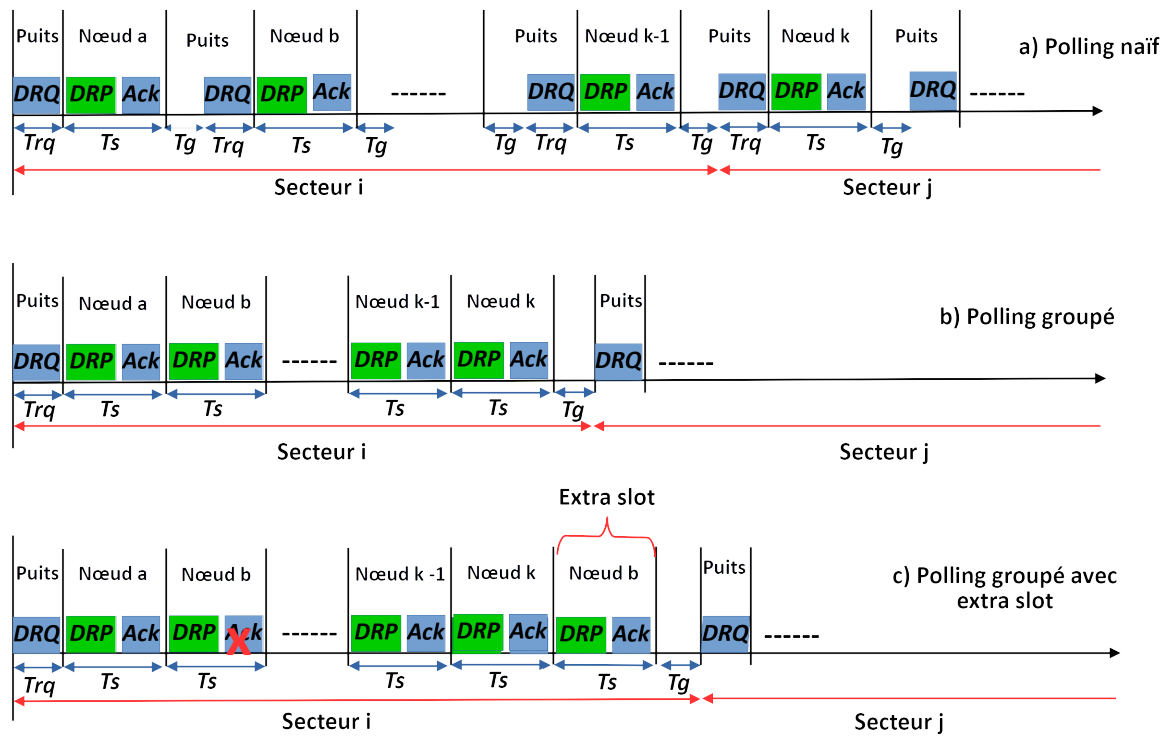 Puits Nœud a Puits Nœud b Puits Nœud k-1 Puits Nœud k Puits
a) Polling naïf
DRQ DRP Ack DRQ DRP Ack ------ DRQ DRP Ack DRQ DRP Ack DRQ ------
Trq Ts Tg Trq Ts Tg Tg Trq Ts Tg Trq Ts Tg
Secteur i Secteur j
Puits Nœud a Nœud b Nœud k-1 Nœud k Puits
b) Polling groupé
DRQ DRP Ack DRP Ack ------ DRP Ack DRP Ack DRQ ------
Trq Ts Ts Ts Ts Tg
Secteur i Secteur j
Extra slot
Puits Nœud a Nœud b Nœud k -1 Nœud k Nœud b Puits
c) Polling groupé avec
extra slot
DRQ DRP Ack DRP Ack ------ DRP Ack DRP Ack DRP Ack DRQ ------
Trq Ts Ts Ts Ts Ts Tg
Secteur i Secteur j